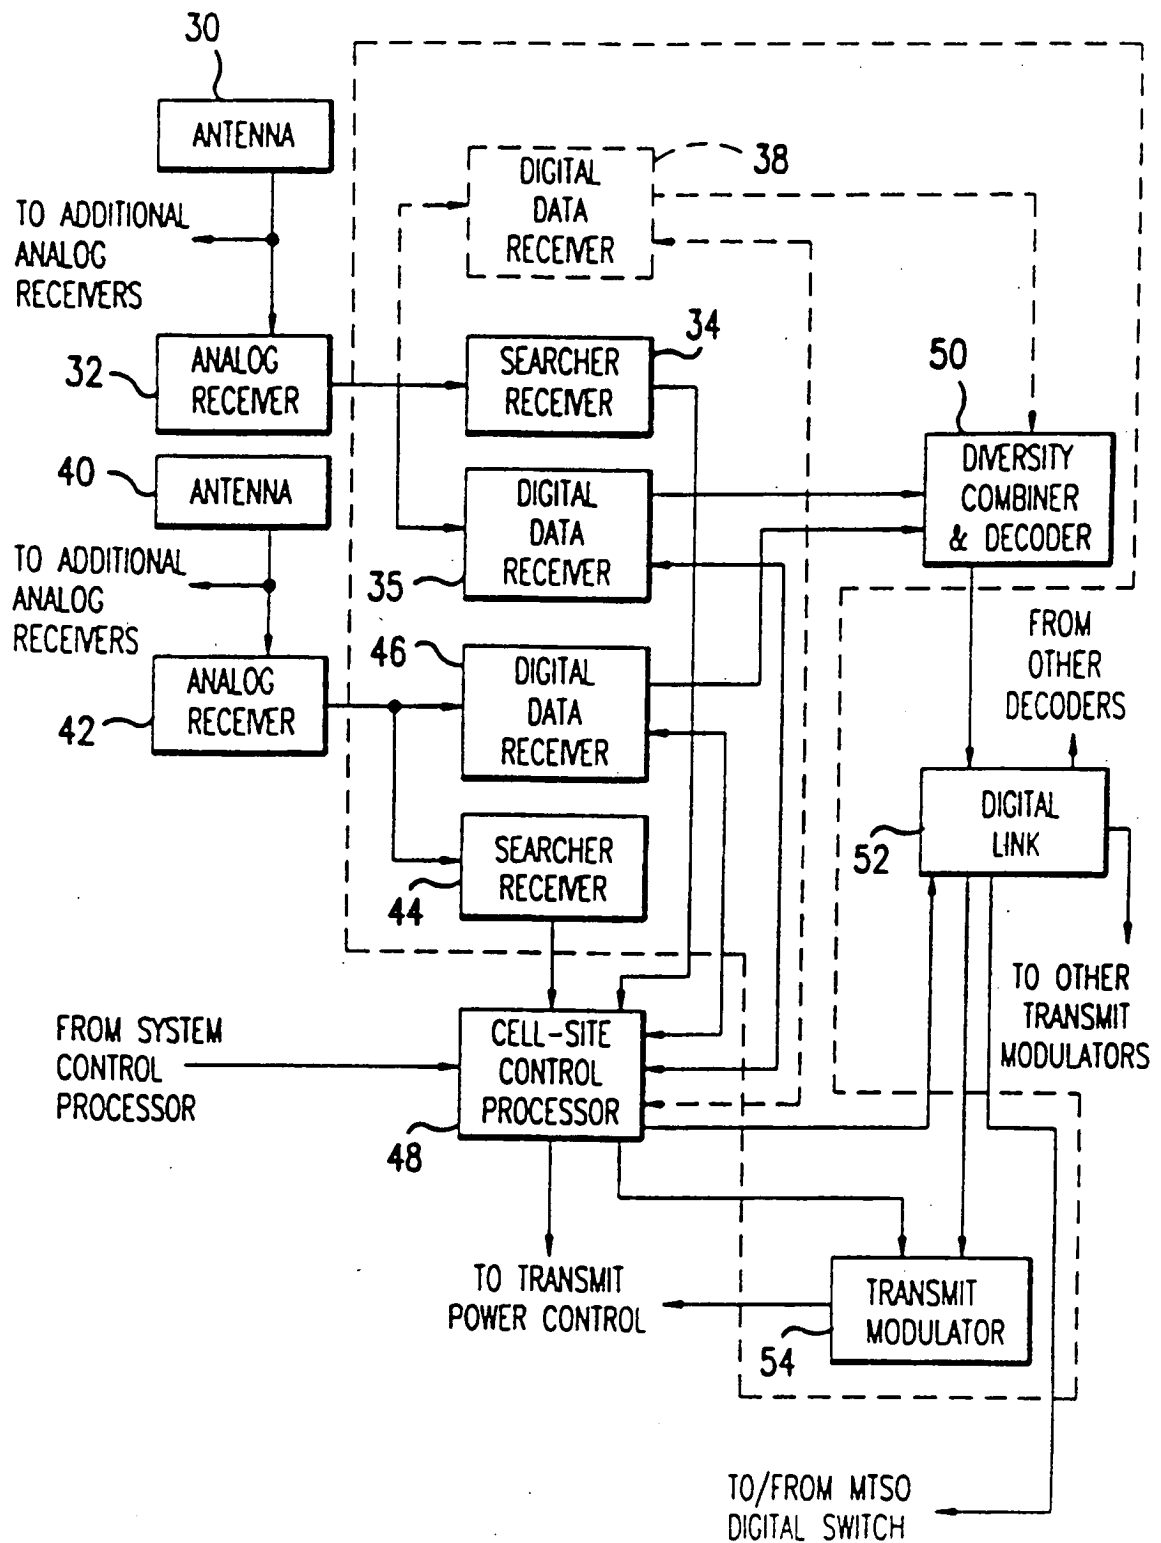 30
ANTENNA
TO ADDITIONAL
ANALOG
RECEIVERS
DIGITAL
DATA
RECEIVER
38
32
ANALOG
RECEIVER
SEARCHER
RECEIVER
34
50
40
ANTENNA
DIGITAL
DATA
RECEIVER
35
DIVERSITY
COMBINER
& DECODER
TO ADDITIONAL
ANALOG
RECEIVERS
42
ANALOG
RECEIVER
46
DIGITAL
DATA
RECEIVER
FROM
OTHER
DECODERS
52
DIGITAL
LINK
SEARCHER
RECEIVER
44
TO OTHER
TRANSMIT
MODULATORS
FROM SYSTEM
CONTROL
PROCESSOR
CELL-SITE
CONTROL
PROCESSOR
48
TO TRANSMIT
POWER CONTROL
TRANSMIT
MODULATOR
54
TO/FROM MTSO
DIGITAL SWITCH